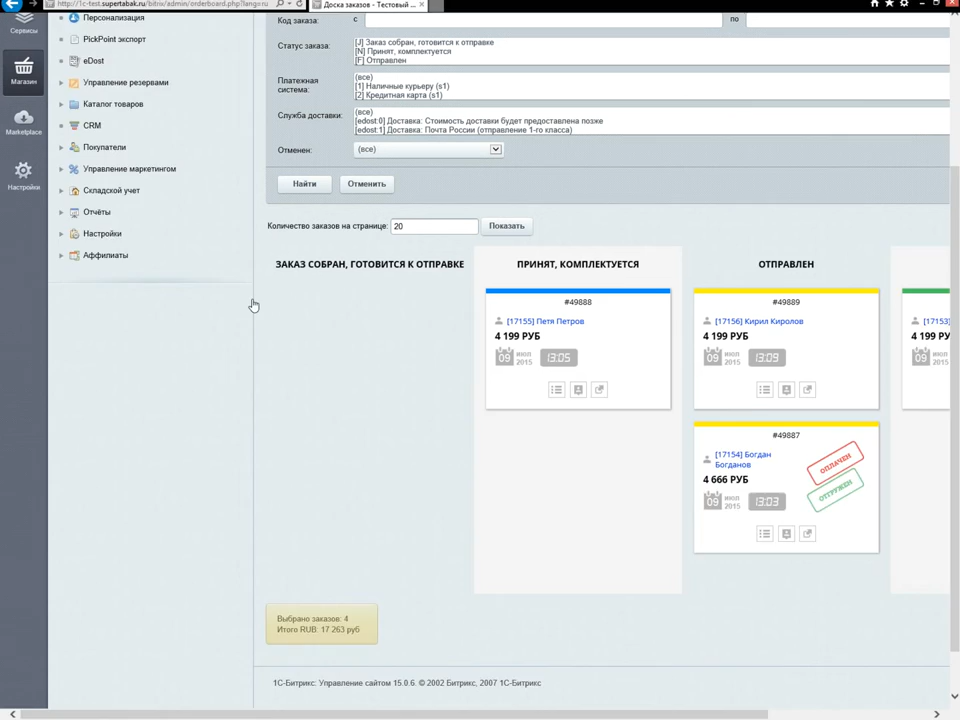 http://1c-test.supertabak.ru/bitrix/admin/orderboard.php?lang=ru
Доска заказов - Тестовый ...
Сервисы
Магазин
Marketplace
Настройки
Персонализация
PickPoint экспорт
eDost
Управление резервами
Каталог товаров
CRM
Покупатели
Управление маркетингом
Складской учет
Отчёты
Настройки
Аффилиаты
Код заказа:
с
по
Статус заказа:
[J] Заказ собран, готовится к отправке
[N] Принят, комплектуется
[F] Отправлен
Платежная
система:
(все)
[1] Наличные курьеру (s1)
[2] Кредитная карта (s1)
Служба доставки:
(все)
[edost:0] Доставка: Стоимость доставки будет предоставлена позже
[edost:1] Доставка: Почта России (отправление 1-го класса)
Отменен:
(все)
Найти
Отменить
Количество заказов на странице:
20
Показать
ЗАКАЗ СОБРАН, ГОТОВИТСЯ К ОТПРАВКЕ
ПРИНЯТ, КОМПЛЕКТУЕТСЯ
#49888
[17155] Петя Петров
4 199 РУБ
09 июл 2015 13:05
ОТПРАВЛЕН
#49889
[17156] Кирил Киролов
4 199 РУБ
09 июл 2015 13:09
#49887
[17154] Богдан
Богданов
4 666 РУБ
09 июл 2015 13:03
ОПЛАЧЕН
ОТГРУЖЕН
[17153]
4 199 РУ
09 июл 2015
Выбрано заказов: 4
Итого RUB: 17 263 руб
1С-Битрикс: Управление сайтом 15.0.6. © 2002 Битрикс, 2007 1С-Битрикс